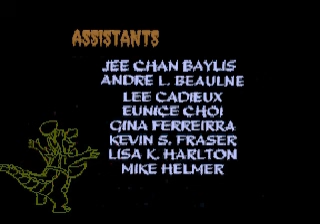 ASSISTANTS
JEE CHAN BAYLIS
ANDRE L. BEAULNE
LEE CADIEUX
EUNICE CHOI
GINA FERREIRRA
KEVIN S. FRASER
LISA K. HARLTON
MIKE HELMER